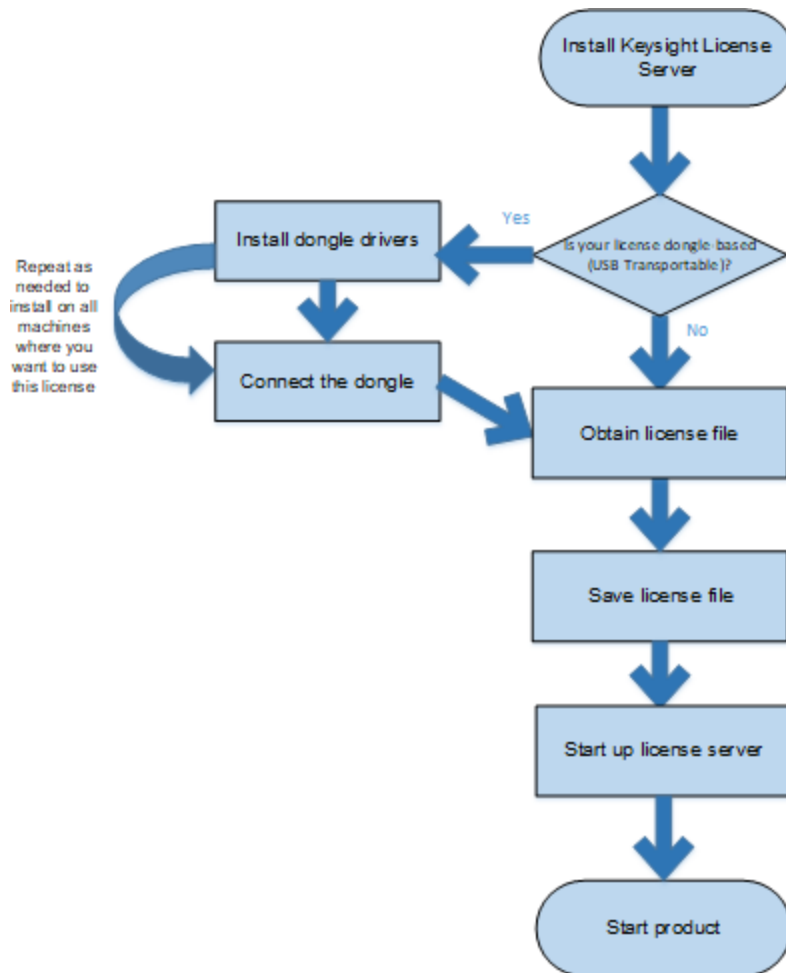 Install Keysight License
Server
Is your license dongle-based
(USB Transportable)?
Yes
No
Install dongle drivers
Repeat as
needed to
install on all
machines
where you
want to use
this license
Connect the dongle
Obtain license file
Save license file
Start up license server
Start product